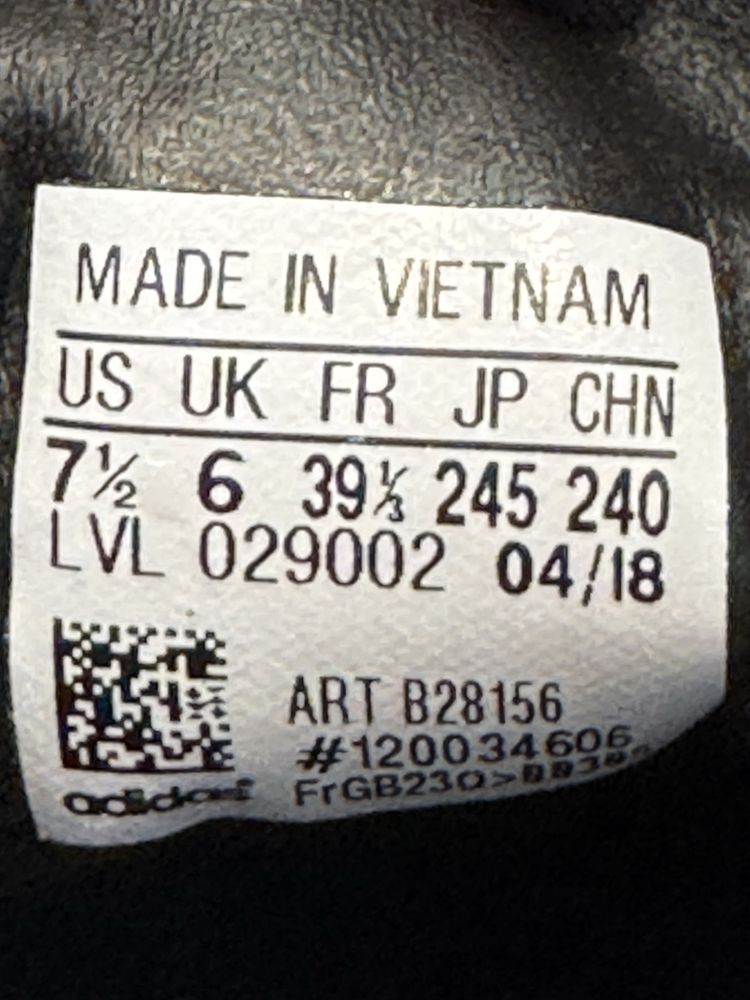 MADE IN VIETNAM
US UK FR JP CHN
7½ 6 39⅓ 245 240
LVL 029002 04/18
ART B28156
#120034606
adidas